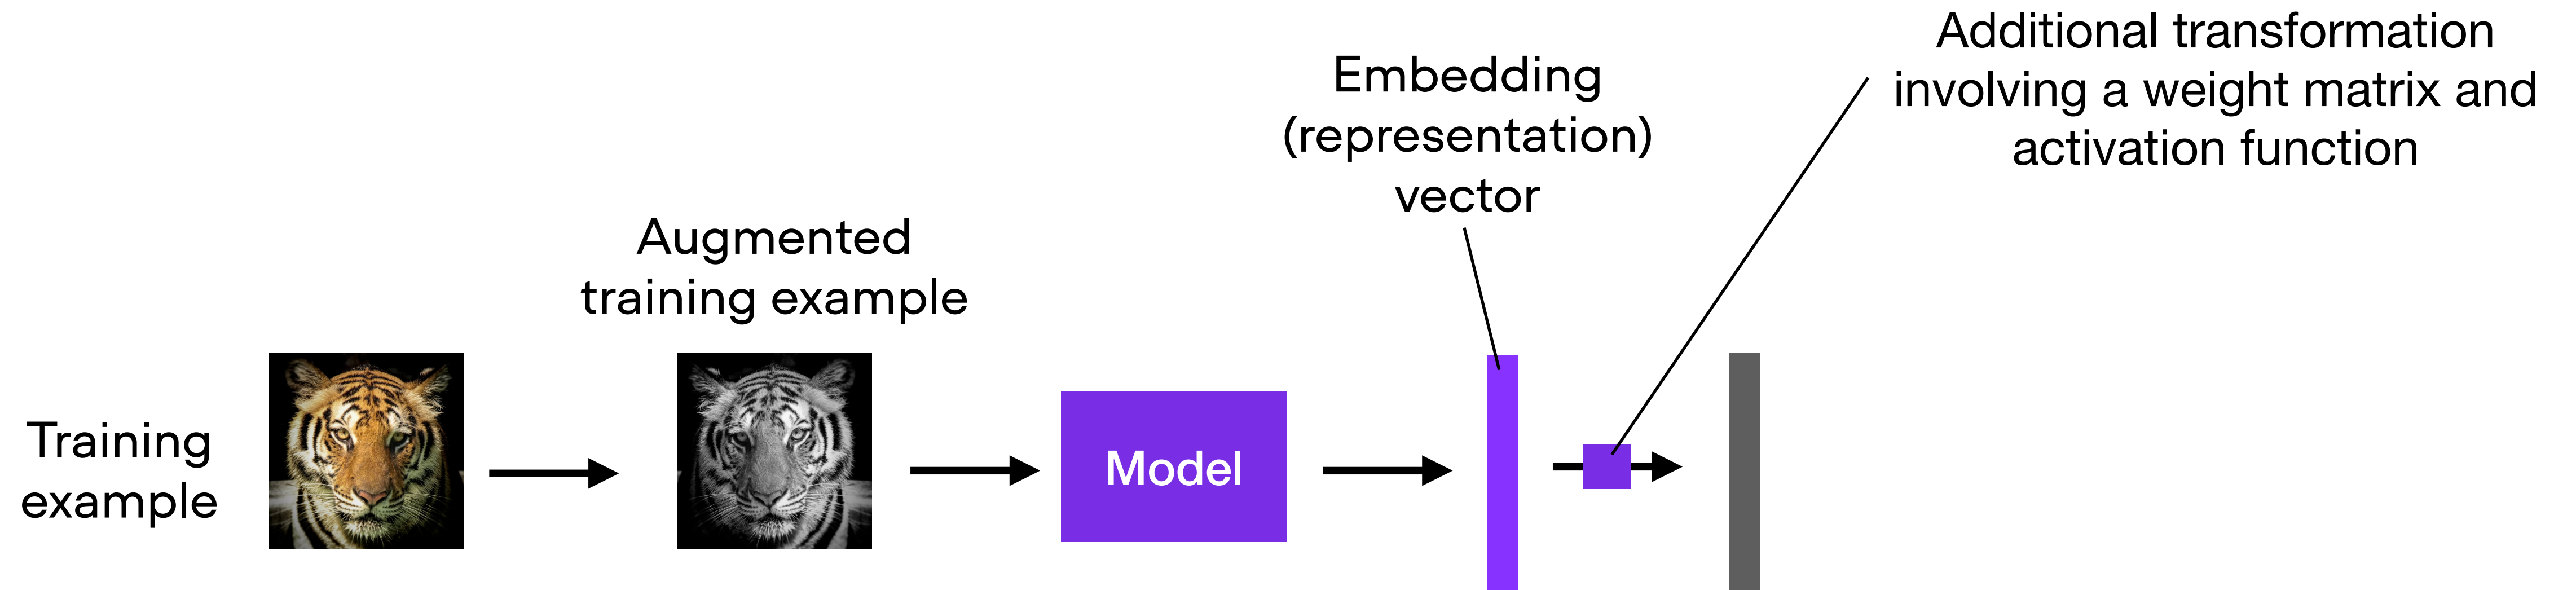 Training
example
Augmented
training example
Model
Embedding
(representation)
vector
Additional transformation
involving a weight matrix and
activation function